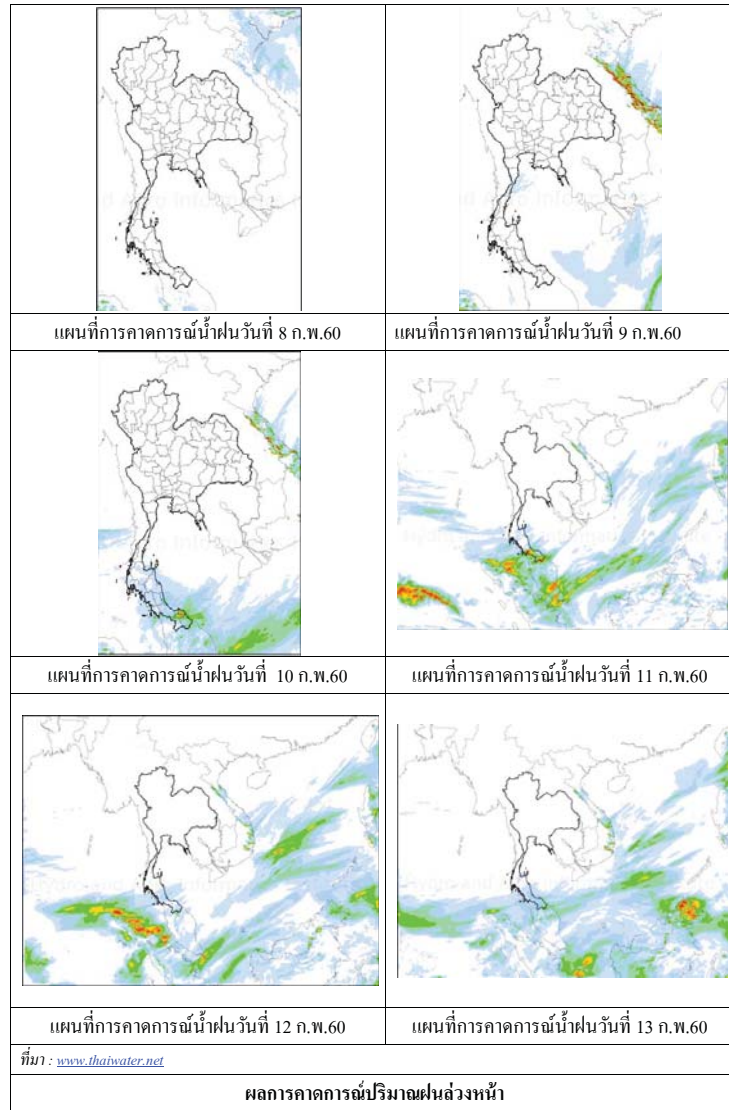 แผนที่การคาดการณ์น้ำฝนวันที่ 8 ก.พ.60
แผนที่การคาดการณ์น้ำฝนวันที่ 9 ก.พ.60
แผนที่การคาดการณ์น้ำฝนวันที่ 10 ก.พ.60
แผนที่การคาดการณ์น้ำฝนวันที่ 11 ก.พ.60
แผนที่การคาดการณ์น้ำฝนวันที่ 12 ก.พ.60
แผนที่การคาดการณ์น้ำฝนวันที่ 13 ก.พ.60
ที่มา : www.thaiwater.net
ผลการคาดการณ์ปริมาณฝนล่วงหน้า